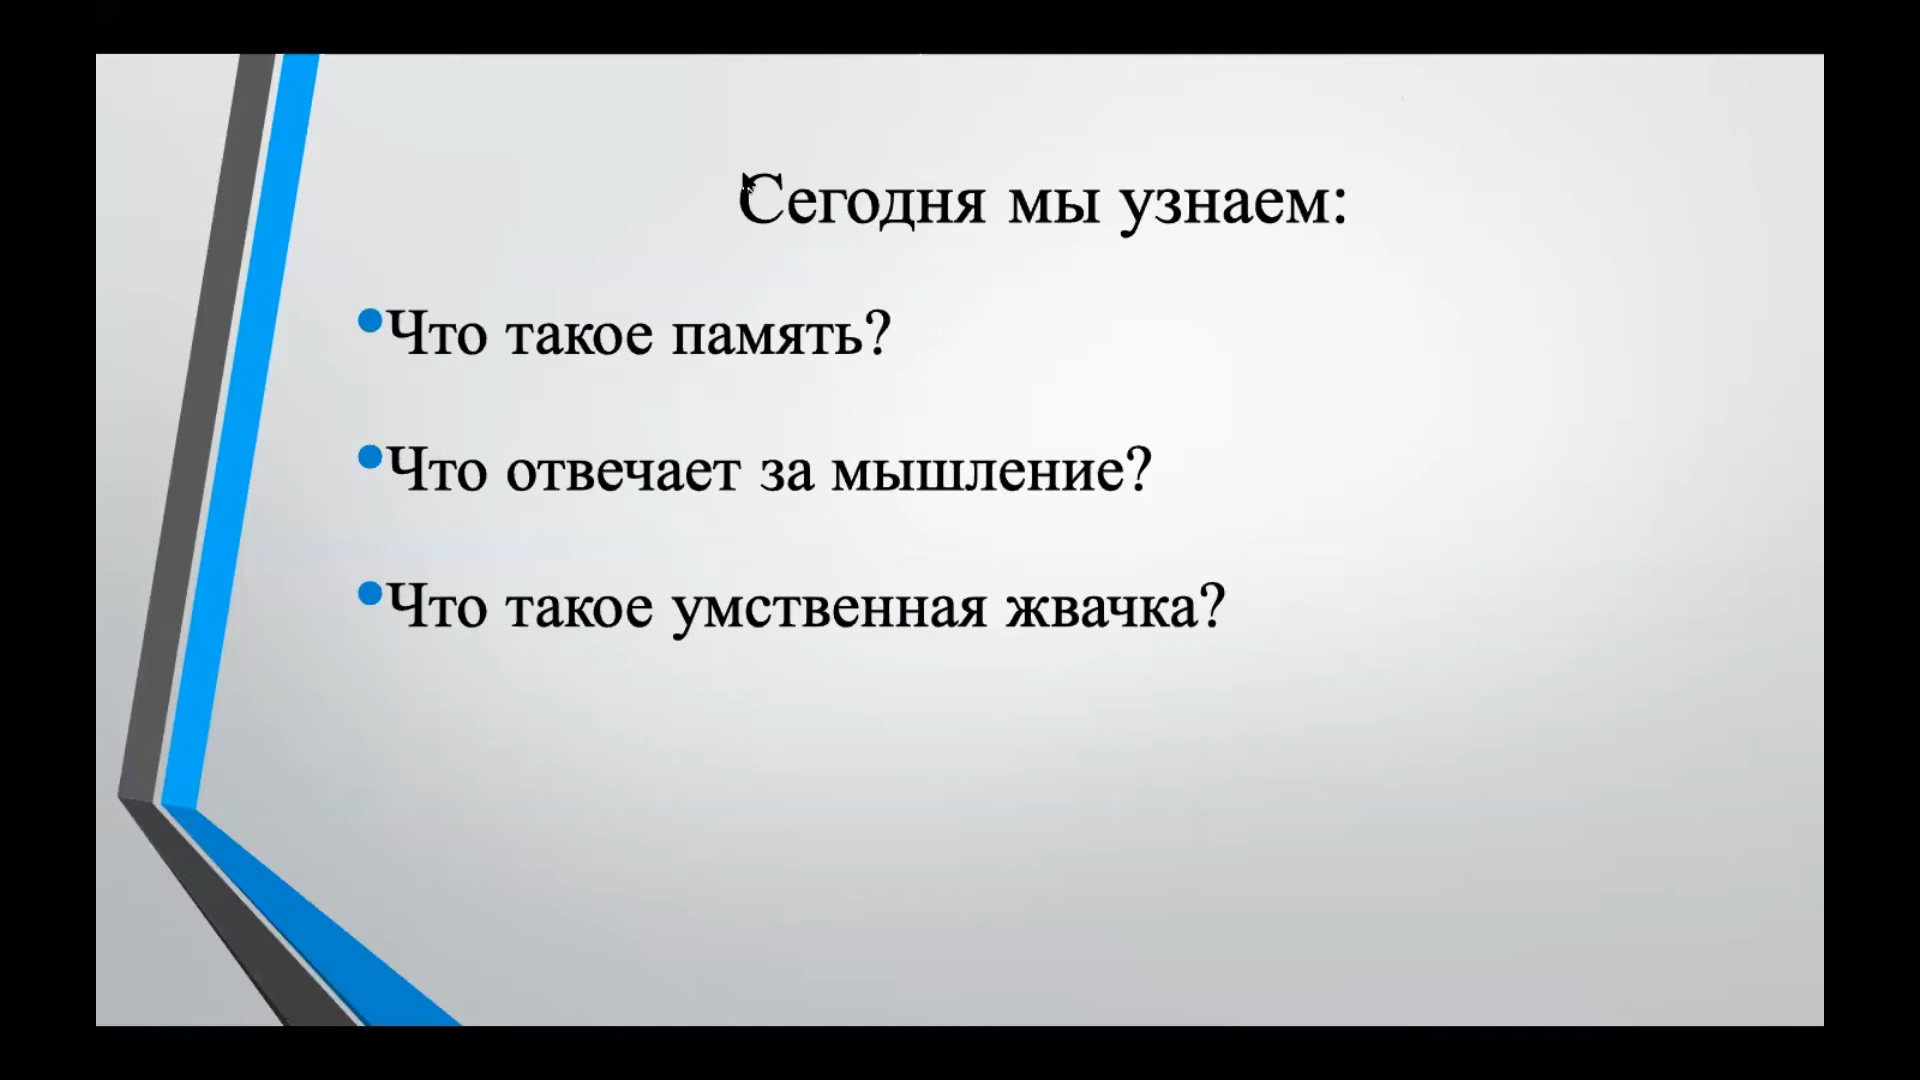 Сегодня мы узнаем:
Что такое память?
Что отвечает за мышление?
Что такое умственная жвачка?